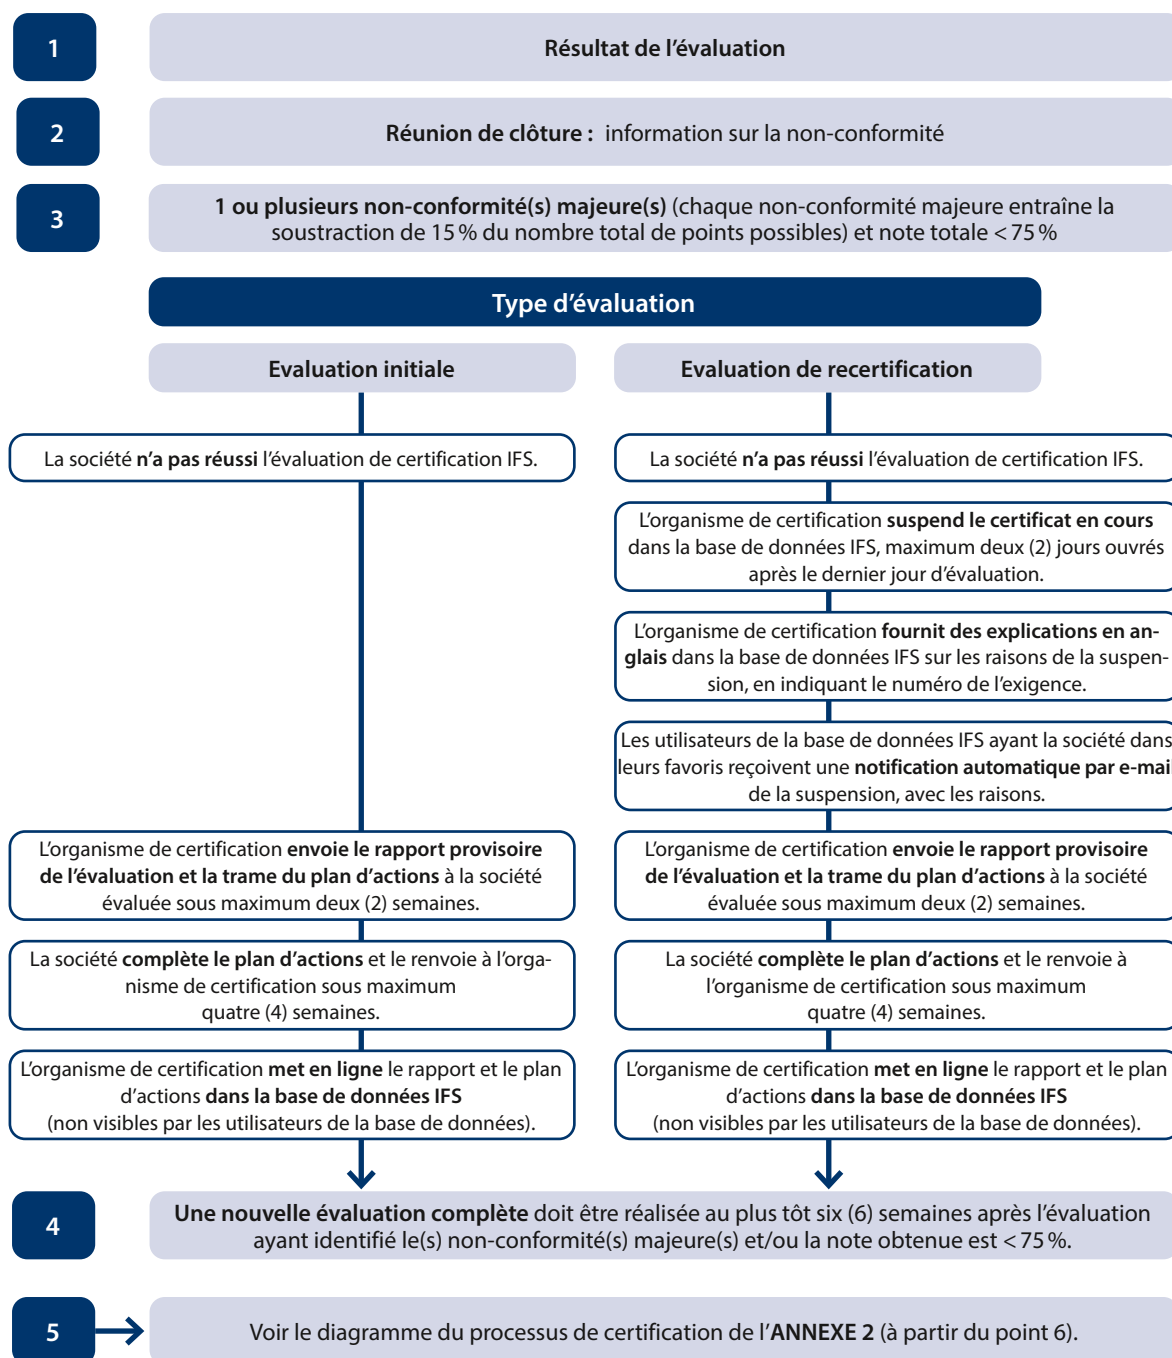 1
Résultat de l’évaluation
2
Réunion de clôture : information sur la non-conformité
3
1 ou plusieurs non-conformité(s) majeure(s) (chaque non-conformité majeure entraîne la
soustraction de 15 % du nombre total de points possibles) et note totale < 75 %
Type d’évaluation
Evaluation initiale
La société n’a pas réussi l’évaluation de certification IFS.
L’organisme de certification envoie le rapport provisoire
de l’évaluation et la trame du plan d’actions à la société
évaluée sous maximum deux (2) semaines.
La société complète le plan d’actions et le renvoie à l’orga-
nisme de certification sous maximum
quatre (4) semaines.
L’organisme de certification met en ligne le rapport et le plan
d’actions dans la base de données IFS
(non visibles par les utilisateurs de la base de données).
Evaluation de recertification
La société n’a pas réussi l’évaluation de certification IFS.
L’organisme de certification suspend le certificat en cours
dans la base de données IFS, maximum deux (2) jours ouvrés
après le dernier jour d’évaluation.
L’organisme de certification fournit des explications en an-
glais dans la base de données IFS sur les raisons de la suspen-
sion, en indiquant le numéro de l’exigence.
Les utilisateurs de la base de données IFS ayant la société dans
leurs favoris reçoivent une notification automatique par e-mail
de la suspension, avec les raisons.
L’organisme de certification envoie le rapport provisoire
de l’évaluation et la trame du plan d’actions à la société
évaluée sous maximum deux (2) semaines.
La société complète le plan d’actions et le renvoie à
l’organisme de certification sous maximum
quatre (4) semaines.
L’organisme de certification met en ligne le rapport et le plan
d’actions dans la base de données IFS
(non visibles par les utilisateurs de la base de données).
4
Une nouvelle évaluation complète doit être réalisée au plus tôt six (6) semaines après l’évaluation
ayant identifié le(s) non-conformité(s) majeure(s) et/ou la note obtenue est < 75 %.
5
Voir le diagramme du processus de certification de l’ANNEXE 2 (à partir du point 6).